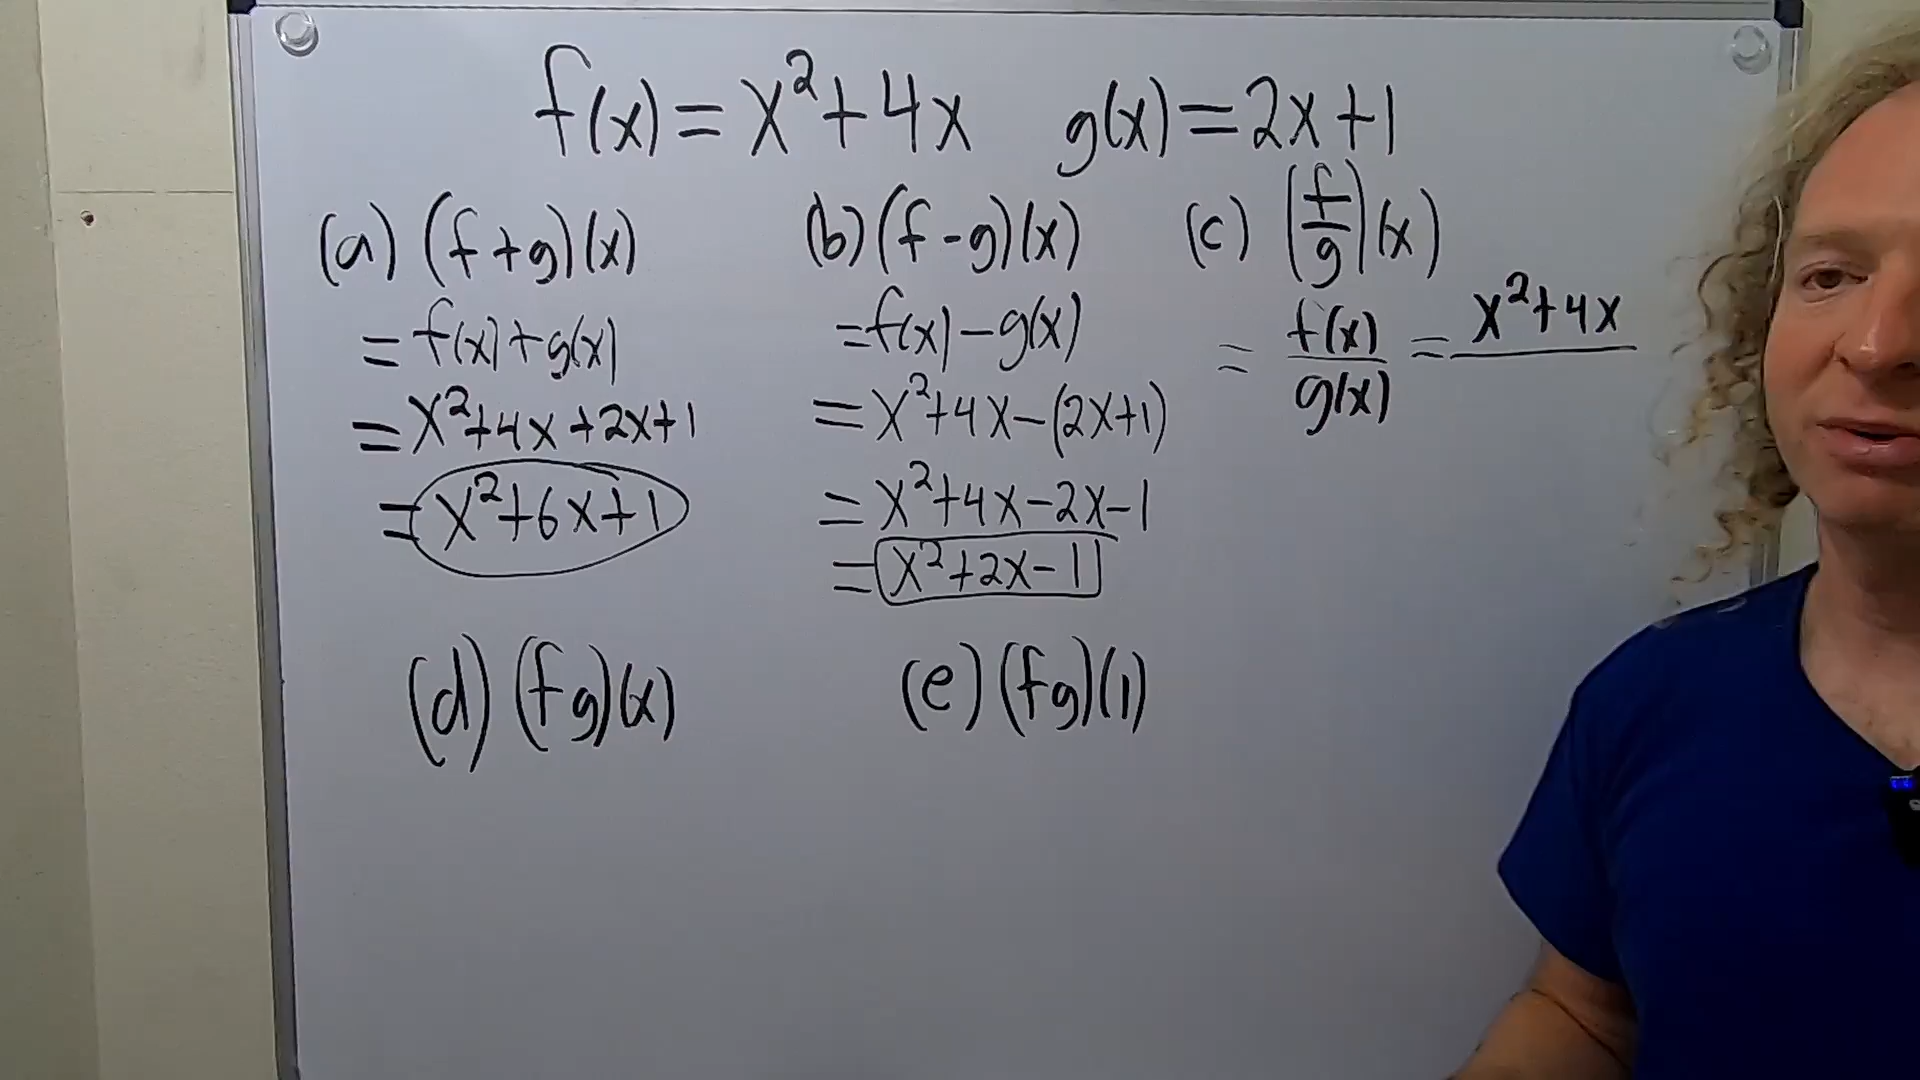 f(x) = x²+4x   g(x) = 2x+1
(a) (f+g)(x)
= f(x)+g(x)
= x²+4x+2x+1
= x²+6x+1
(b) (f-g)(x)
= f(x)-g(x)
= x²+4x-(2x+1)
= x²+4x-2x-1
= x²+2x-1
(c) (f/g)(x)
= f(x)/g(x) = x²+4x/
(d) (fg)(x)
(e) (fg)(1)